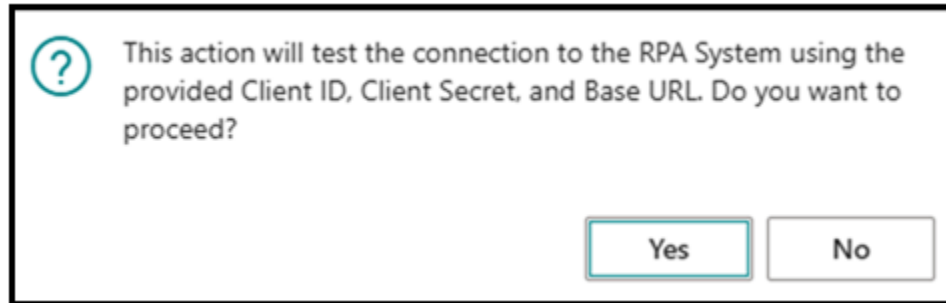 This action will test the connection to the RPA System using the
provided Client ID, Client Secret, and Base URL. Do you want to
proceed?
Yes
No